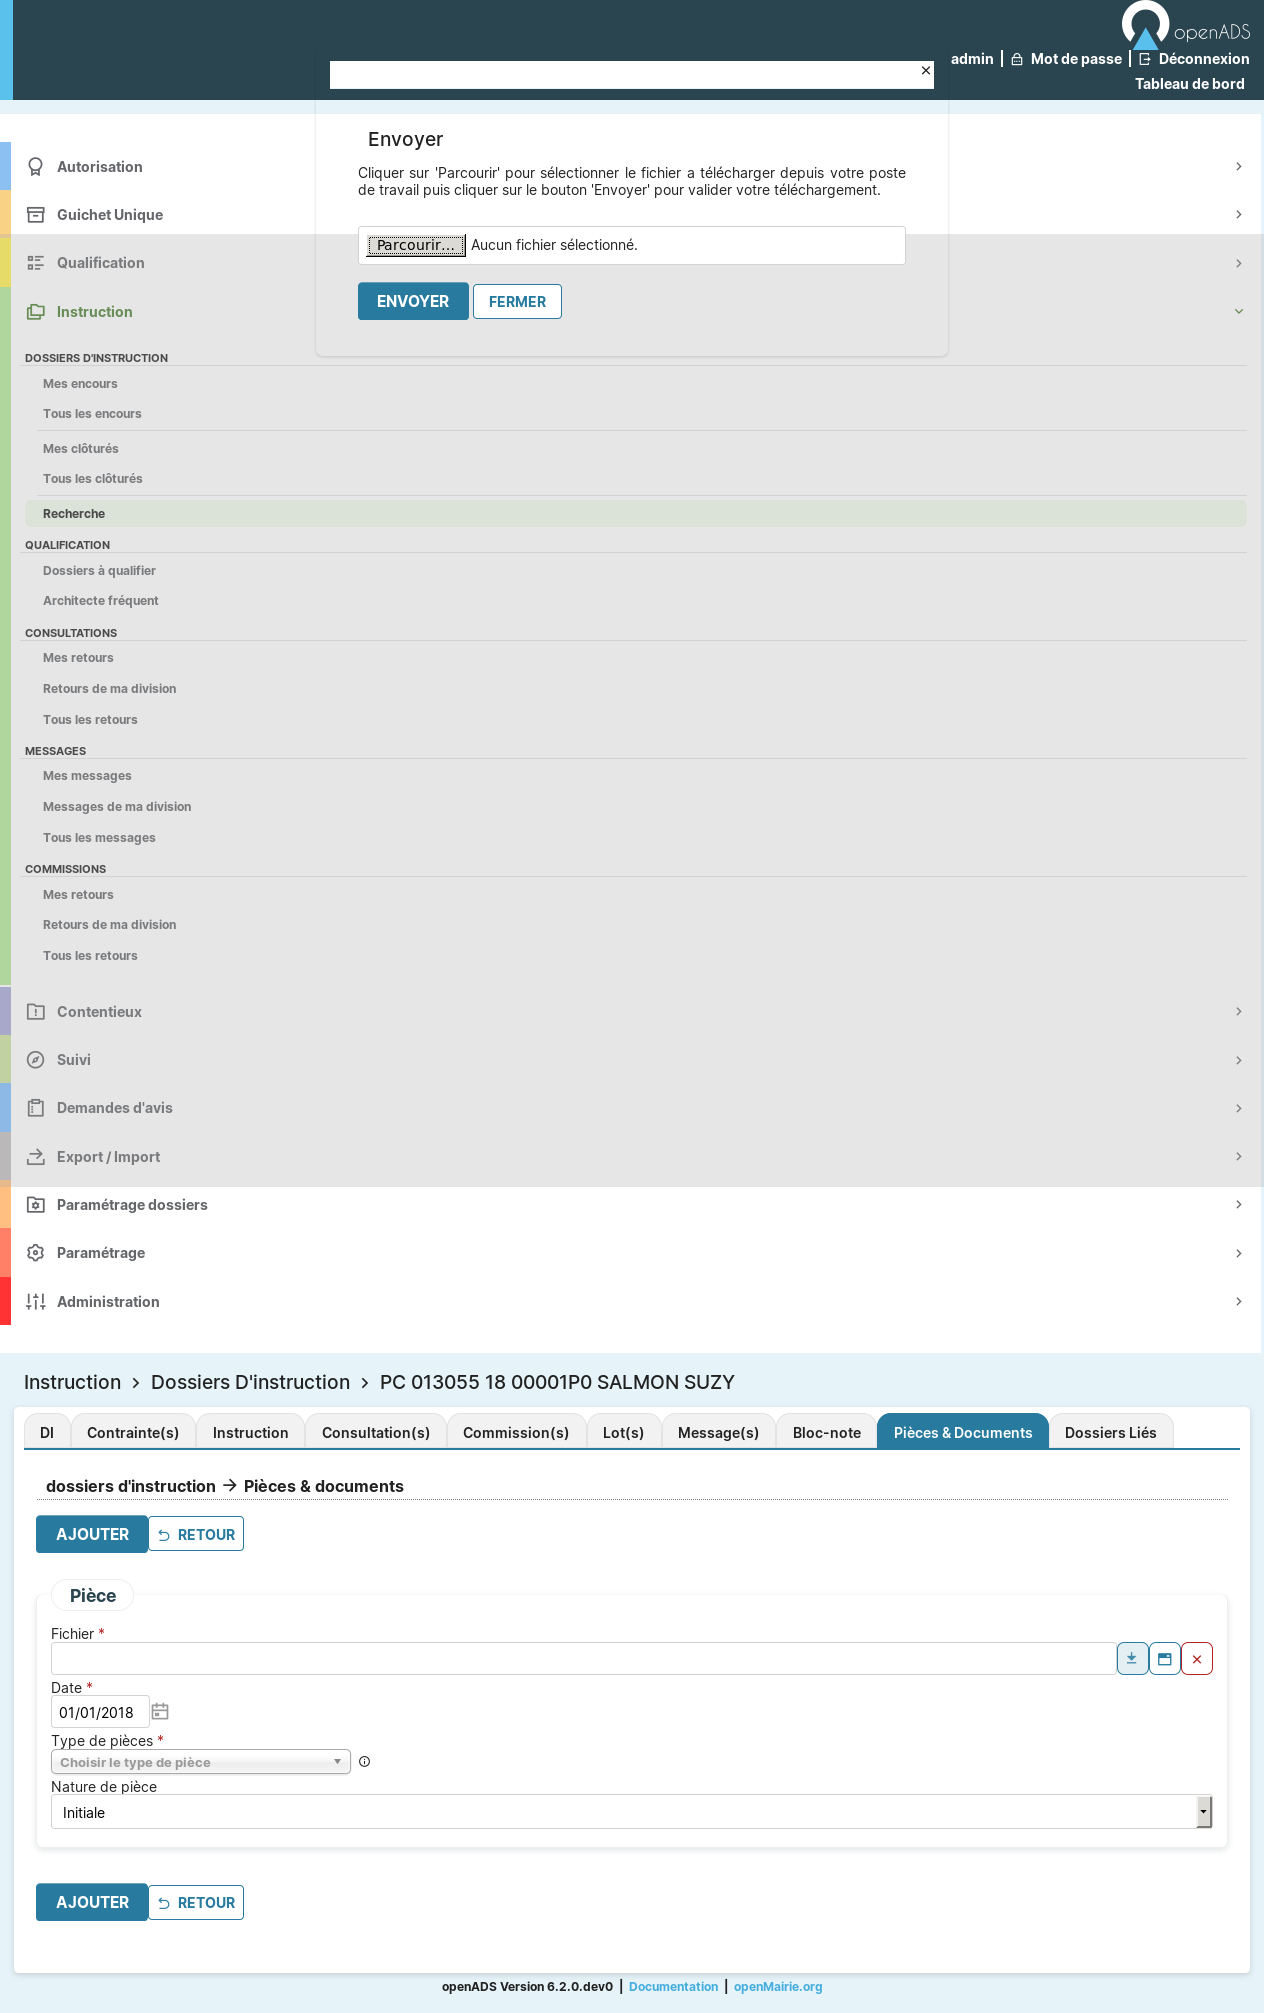 openADS
admin | Mot de passe | Déconnexion
Tableau de bord
Envoyer
Cliquer sur 'Parcourir' pour sélectionner le fichier a télécharger depuis votre poste
de travail puis cliquer sur le bouton 'Envoyer' pour valider votre téléchargement.
Parcourir... Aucun fichier sélectionné.
ENVOYER FERMER
Autorisation
Guichet Unique
Qualification
Instruction
DOSSIERS D'INSTRUCTION
Mes encours
Tous les encours
Mes clôturés
Tous les clôturés
Recherche
QUALIFICATION
Dossiers à qualifier
Architecte fréquent
CONSULTATIONS
Mes retours
Retours de ma division
Tous les retours
MESSAGES
Mes messages
Messages de ma division
Tous les messages
COMMISSIONS
Mes retours
Retours de ma division
Tous les retours
Contentieux
Suivi
Demandes d'avis
Export / Import
Paramétrage dossiers
Paramétrage
Administration
Instruction > Dossiers D'instruction > PC 013055 18 00001P0 SALMON SUZY
DI Contrainte(s) Instruction Consultation(s) Commission(s) Lot(s) Message(s) Bloc-note Pièces & Documents Dossiers Liés
dossiers d'instruction → Pièces & documents
AJOUTER RETOUR
Pièce
Fichier *
Date *
01/01/2018
Type de pièces *
Choisir le type de pièce
Nature de pièce
Initiale
AJOUTER RETOUR
openADS Version 6.2.0.dev0 | Documentation | openMairie.org